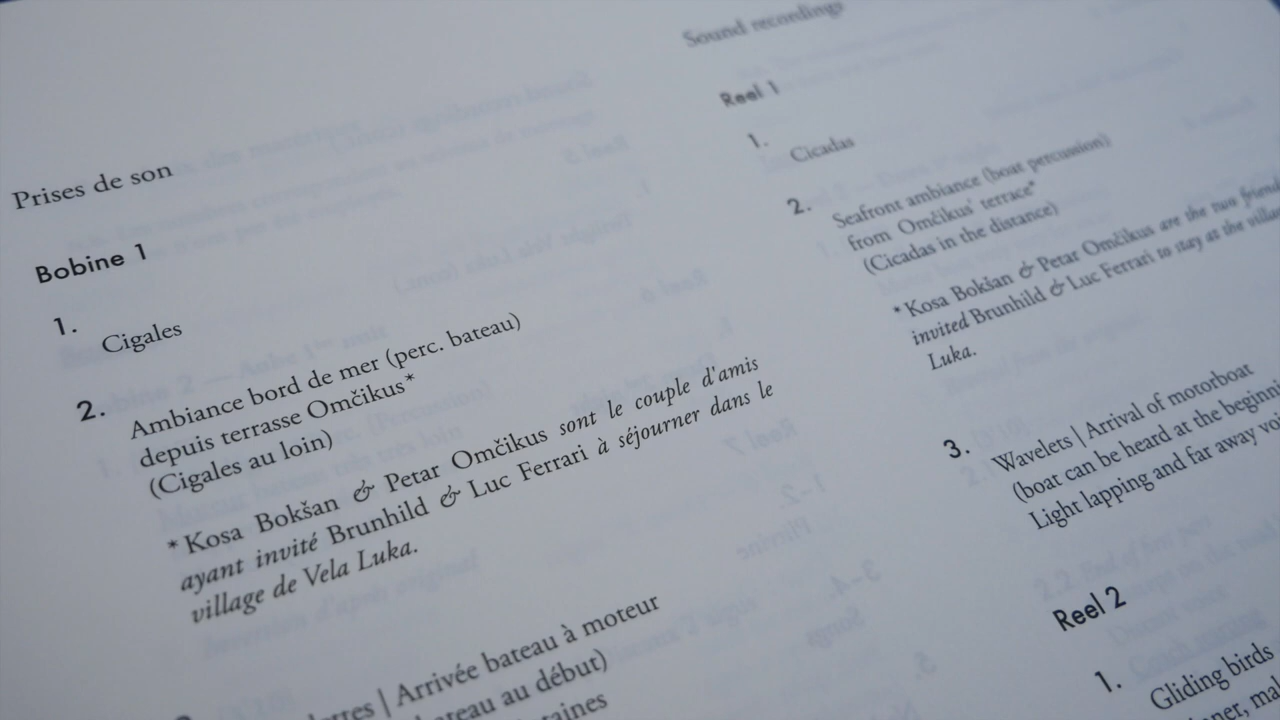 Prises de son
Bobine 1
1.
Cigales
2.
Ambiance bord de mer (perc. bateau)
depuis terrasse Omčikus*
(Cigales au loin)
* Kosa Bokšan & Petar Omčikus sont le couple d'amis
ayant invité Brunhild & Luc Ferrari à séjourner dans le
village de Vela Luka.
| Arrivée bateau à moteur
au début)
Sound recordings
Reel 1
1.
Cicadas
2.
Seafront ambiance (boat percussion)
from Omčikus' terrace*
(Cicadas in the distance)
* Kosa Bokšan & Petar Omčikus are the two
invited Brunhild & Luc Ferrari to stay at the
Luka.
3.
Wavelets | Arrival of motorboat
(boat can be heard at the
Light lapping and far away
Reel 2
1.
Gliding birds